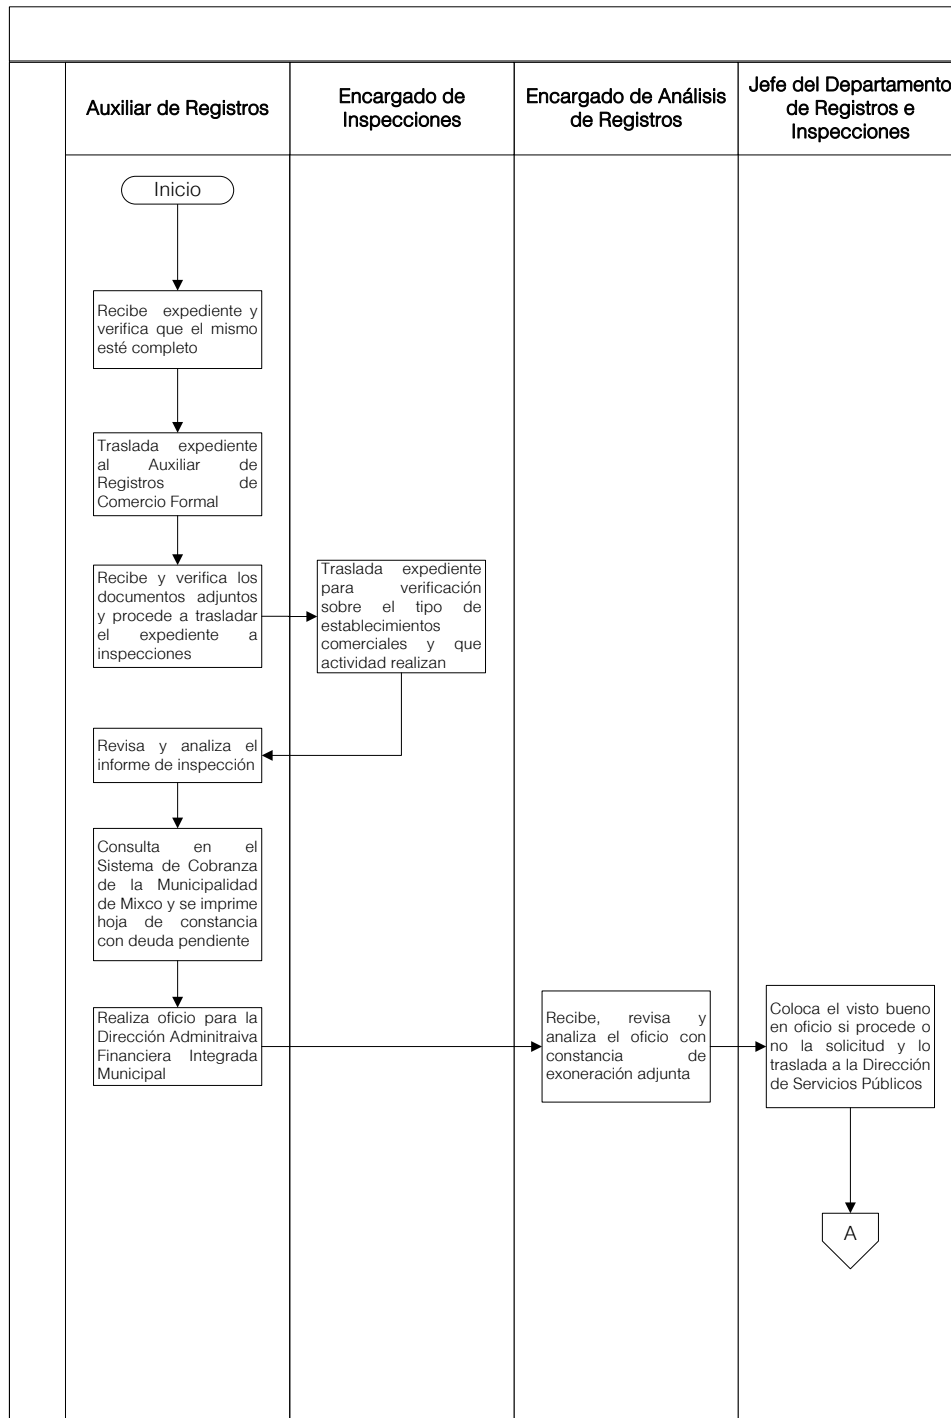 Auxiliar de Registros
Encargado de
Inspecciones
Encargado de Análisis
de Registros
Jefe del Departamento
de Registros e
Inspecciones
Inicio
Recibe expediente y
verifica que el mismo
esté completo
Traslada expediente
al Auxiliar de
Registros de
Comercio Formal
Recibe y verifica los
documentos adjuntos
y procede a trasladar
el expediente a
inspecciones
Traslada expediente
para verificación
sobre el tipo de
establecimientos
comerciales y que
actividad realizan
Revisa y analiza el
informe de inspección
Consulta en el
Sistema de Cobranza
de la Municipalidad
de Mixco y se imprime
hoja de constancia
con deuda pendiente
Realiza oficio para la
Dirección Adminitraiva
Financiera Integrada
Municipal
Recibe, revisa y
analiza el oficio con
constancia de
exoneración adjunta
Coloca el visto bueno
en oficio si procede o
no la solicitud y lo
traslada a la Dirección
de Servicios Públicos
A